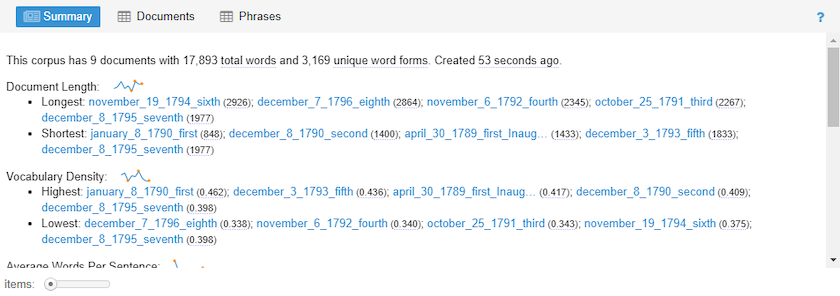 Summary Documents Phrases ?
This corpus has 9 documents with 17,893 total words and 3,169 unique word forms. Created 53 seconds ago.
Document Length:
• Longest: november_19_1794_sixth (2926); december_7_1796_eighth (2864); november_6_1792_fourth (2345); october_25_1791_third (2267);
december_8_1795_seventh (1977)
• Shortest: january_8_1790_first (848); december_8_1790_second (1400); april_30_1789_first_Inaug... (1433); december_3_1793_fifth (1833);
december_8_1795_seventh (1977)
Vocabulary Density:
• Highest: january_8_1790_first (0.462); december_3_1793_fifth (0.436); april_30_1789_first_Inaug... (0.417); december_8_1790_second (0.409);
december_8_1795_seventh (0.398)
• Lowest: december_7_1796_eighth (0.338); november_6_1792_fourth (0.340); october_25_1791_third (0.343); november_19_1794_sixth (0.375);
december_8_1795_seventh (0.398)
Average Words Per Sentence:
items: